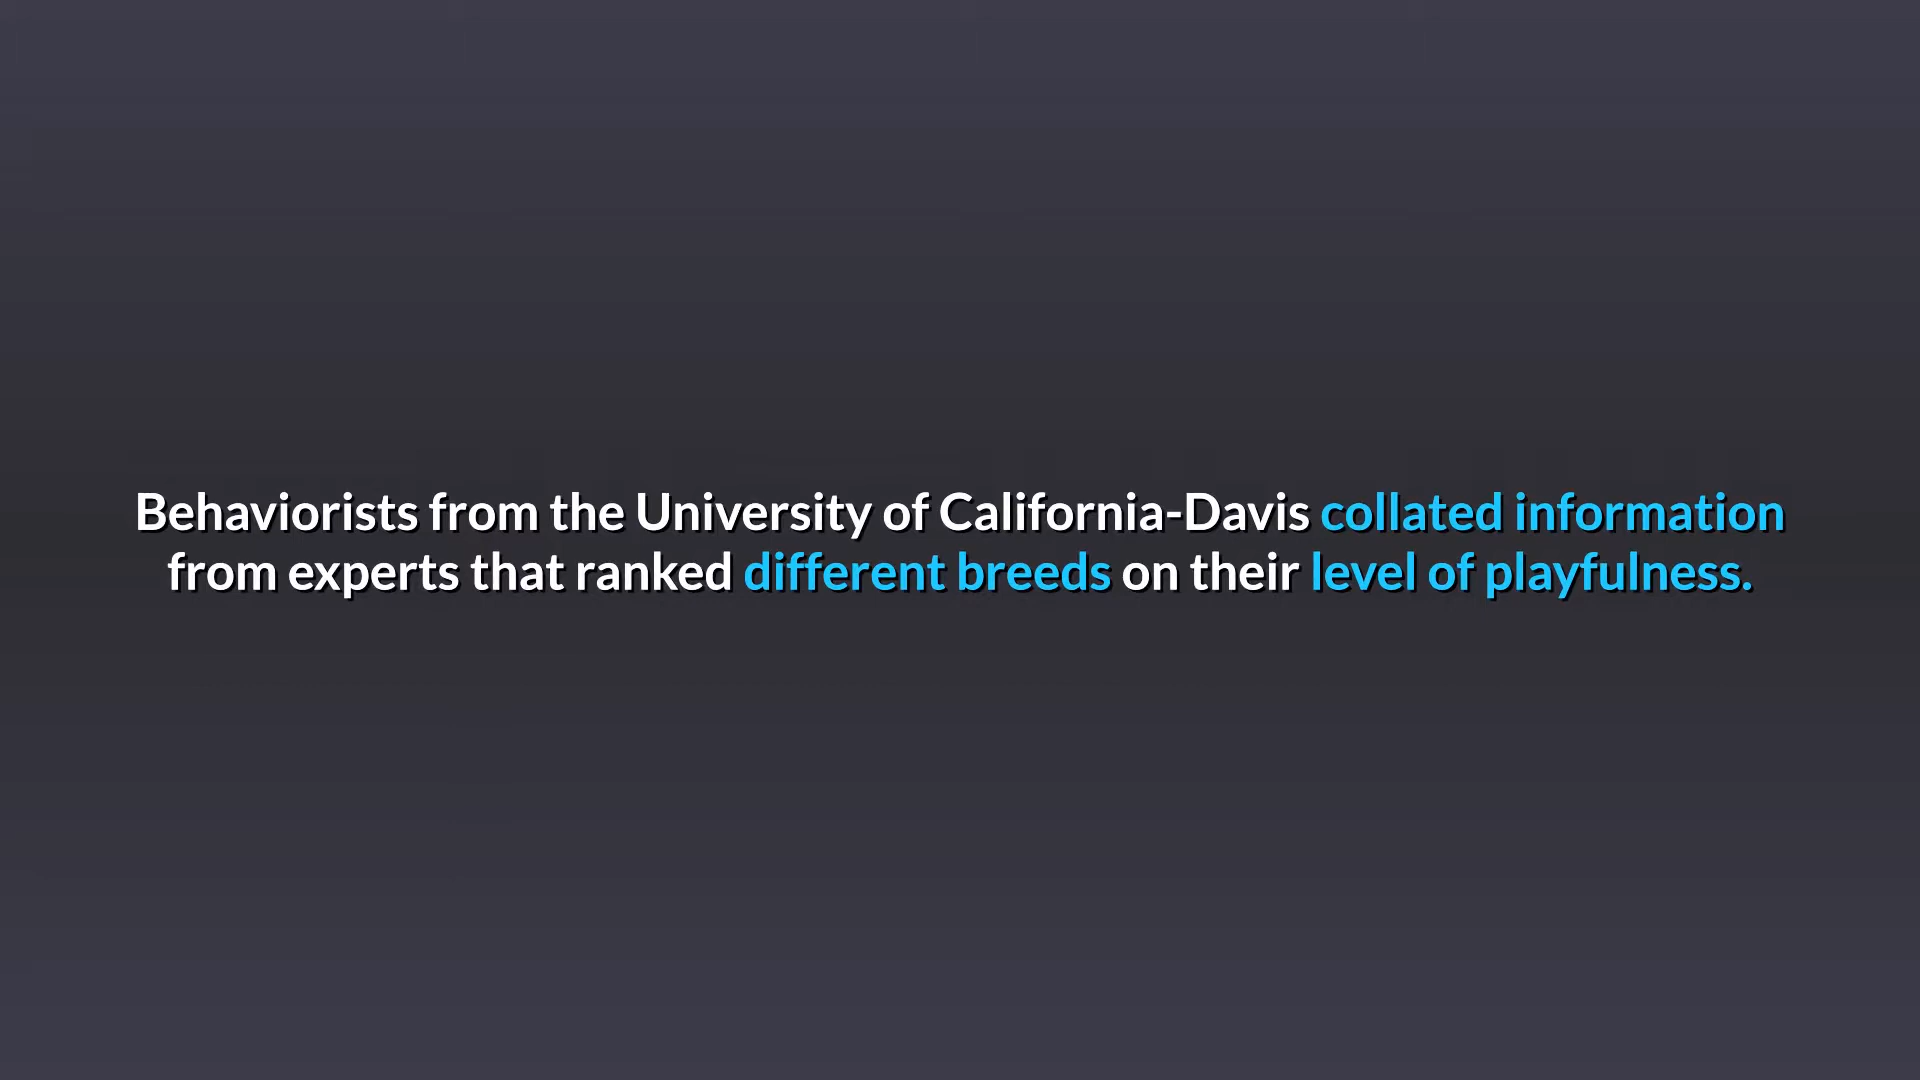 Behaviorists from the University of California-Davis collated information
from experts that ranked different breeds on their level of playfulness.